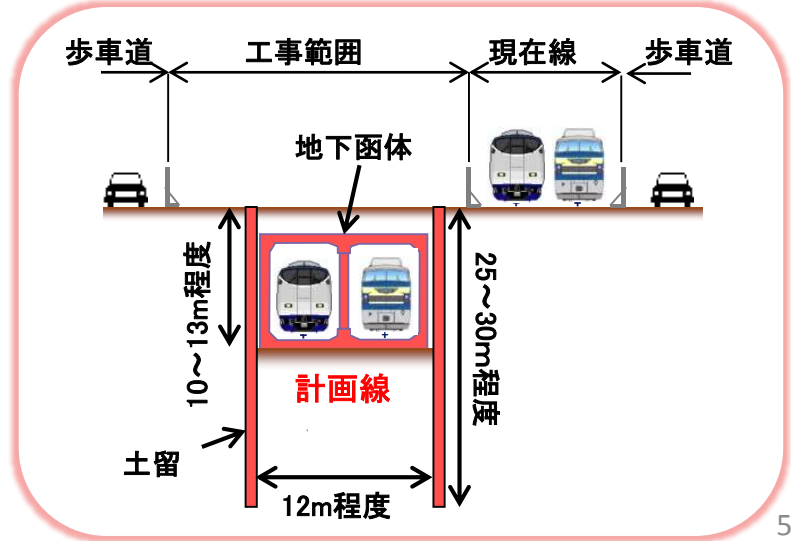 歩車道
工事範囲
現在線
歩車道
地下函体
10～13m程度
25～30m程度
計画線
土留
12m程度
5